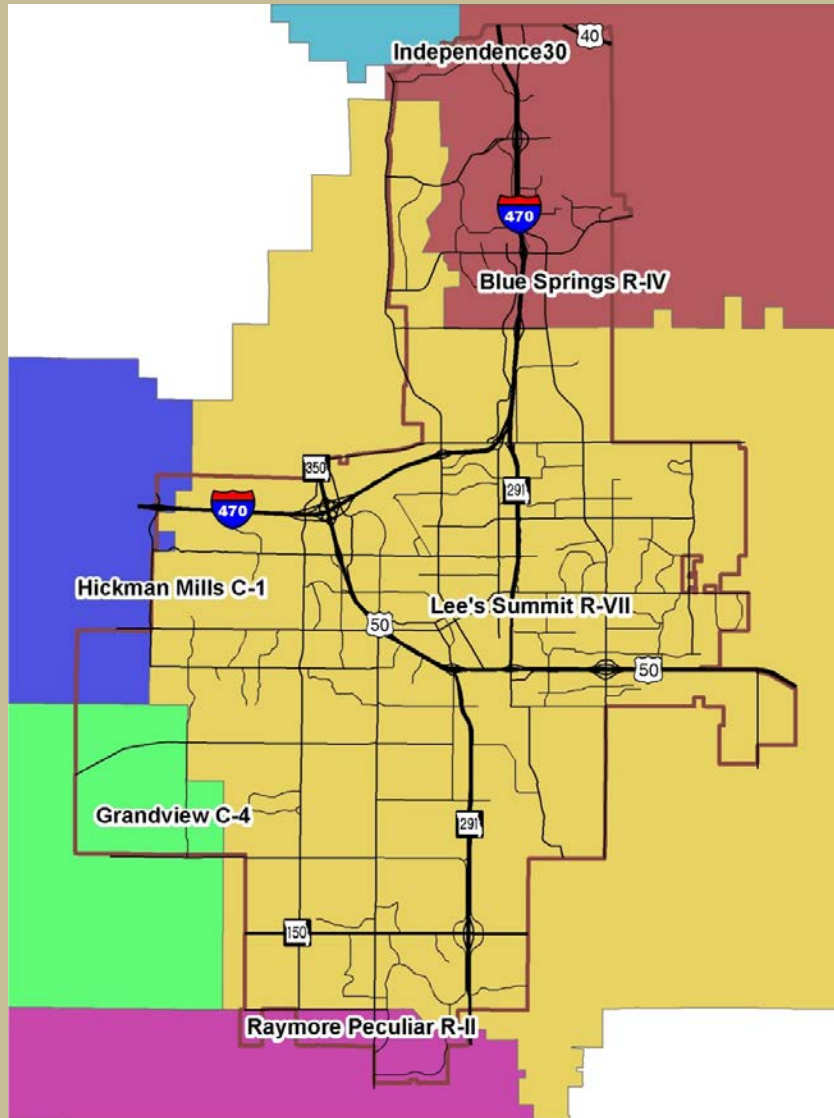 Independence30
40
470
Blue Springs R-IV
350
291
470
Hickman Mills C-1
Lee's Summit R-VII
50
50
Grandview C-4
291
150
Raymore Peculiar R-II